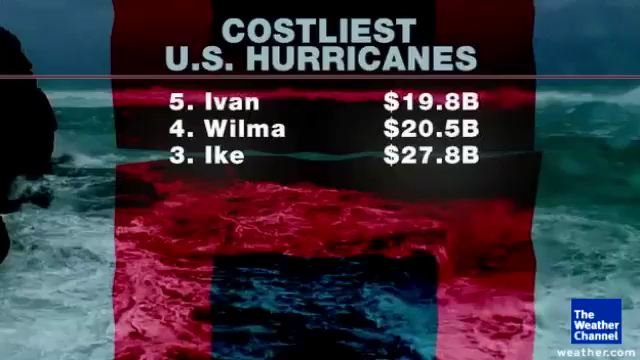 COSTLIEST
U.S. HURRICANES
5. Ivan $19.8B
4. Wilma $20.5B
3. Ike $27.8B
The
Weather
Channel
weather.com